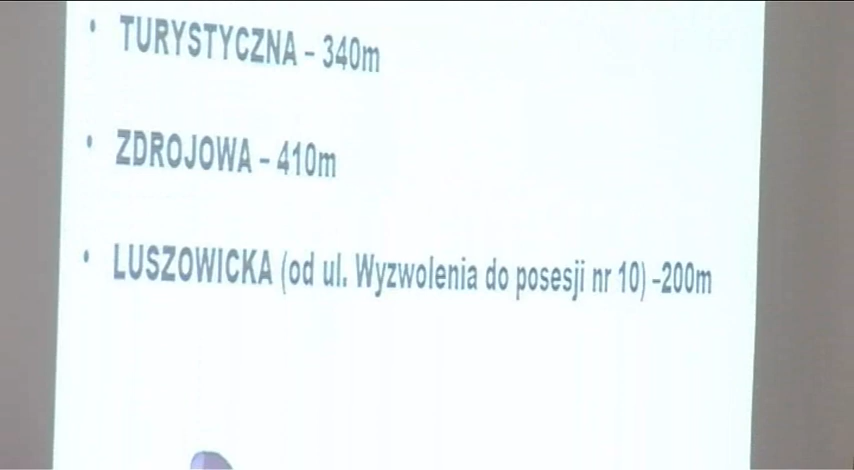 • TURYSTYCZNA – 340m
• ZDROJOWA – 410m
• LUSZOWICKA (od ul. Wyzwolenia do posesji nr 10) –200m